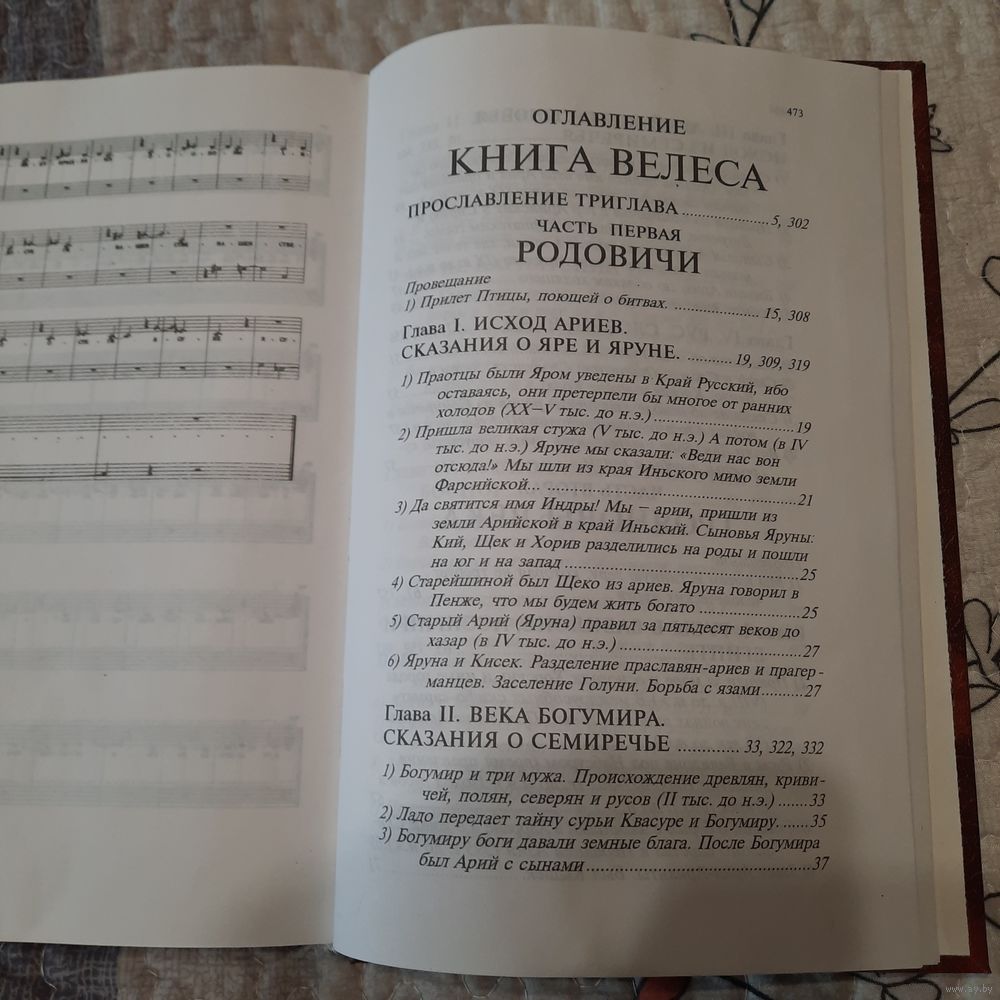 473
ОГЛАВЛЕНИЕ
КНИГА ВЕЛЕСА
ПРОСЛАВЛЕНИЕ ТРИГЛАВА ..................... 5, 302
ЧАСТЬ ПЕРВАЯ
РОДОВИЧИ
Провещание
1) Прилет Птицы, поющей о битвах. ..................... 15, 308
Глава I. ИСХОД АРИЕВ.
СКАЗАНИЯ О ЯРЕ И ЯРУНЕ. ........... 19, 309, 319
1) Праотцы были Яром уведены в Край Русский, ибо
оставаясь, они претерпели бы многое от ранних
холодов (XX–V тыс. до н.э.) ..................................19
2) Пришла великая стужа (V тыс. до н.э.) А потом (в IV
тыс. до н.э.) Яруне мы сказали: «Веди нас вон
отсюда!» Мы шли из края Иньского мимо земли
Фарсийской... ............................................................21
3) Да святится имя Индры! Мы – арии, пришли из
земли Арийской в край Иньский. Сыновья Яруны:
Кий, Щек и Хорив разделились на роды и пошли
на юг и на запад .......................................................25
4) Старейшиной был Щеко из ариев. Яруна говорил в
Пенже, что мы будем жить богато .........................25
5) Старый Арий (Яруна) правил за пятьдесят веков до
хазар (в IV тыс. до н.э.) ...........................................27
6) Яруна и Кисек. Разделение праславян-ариев и прагер-
манцев. Заселение Голуни. Борьба с язами..........27
Глава II. ВЕКА БОГУМИРА.
СКАЗАНИЯ О СЕМИРЕЧЬЕ ............. 33, 322, 332
1) Богумир и три мужа. Происхождение древлян, криви-
чей, полян, северян и русов (II тыс. до н.э.) .......33
2) Ладо передает тайну сурьи Квасуре и Богумиру. ......35
3) Богумиру боги давали земные блага. После Богумира
был Арий с сынами ...................................................37
www.ay.by